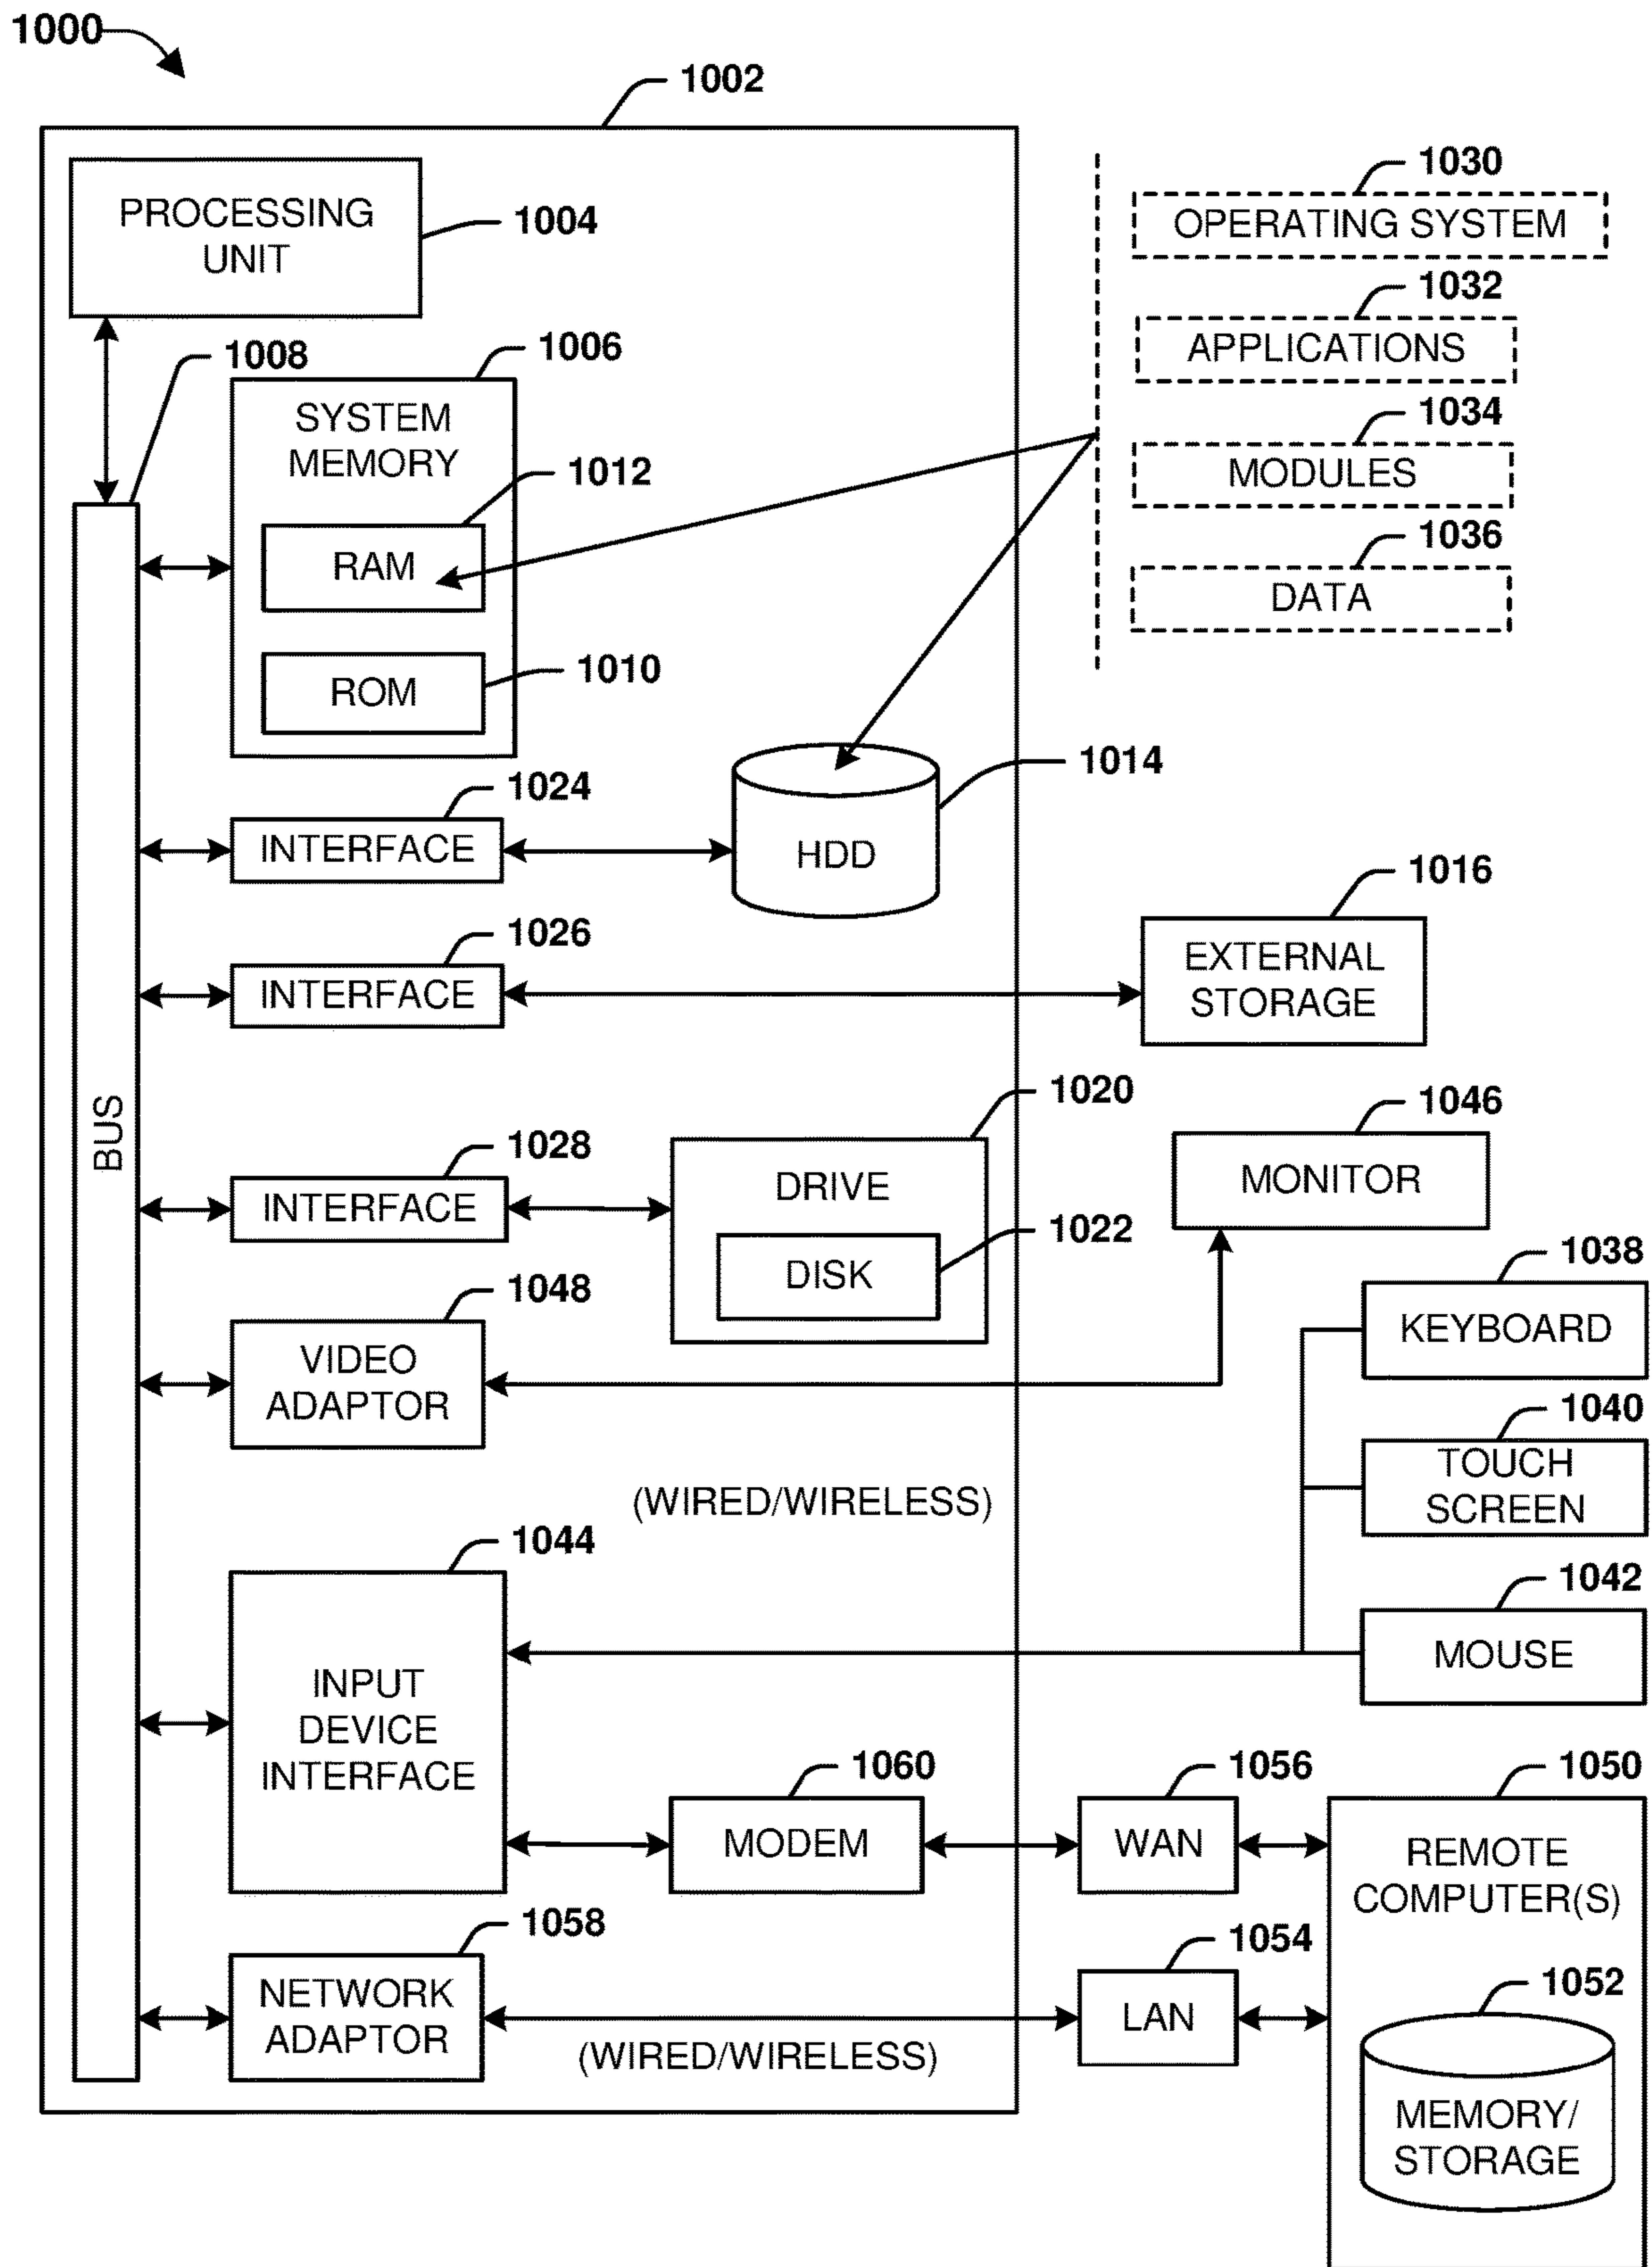 1000
1002
PROCESSING
UNIT
1004
1030
OPERATING SYSTEM
1032
APPLICATIONS
1034
MODULES
1036
DATA
1008
1006
SYSTEM
MEMORY
1012
RAM
1010
ROM
1014
HDD
1024
INTERFACE
1016
EXTERNAL
STORAGE
1026
INTERFACE
BUS
1020
DRIVE
1022
DISK
1028
INTERFACE
1046
MONITOR
1048
VIDEO
ADAPTOR
1038
KEYBOARD
1040
TOUCH
SCREEN
(WIRED/WIRELESS)
1042
MOUSE
1044
INPUT
DEVICE
INTERFACE
1060
MODEM
1056
WAN
1050
REMOTE
COMPUTER(S)
1058
NETWORK
ADAPTOR
(WIRED/WIRELESS)
1054
LAN
1052
MEMORY/
STORAGE